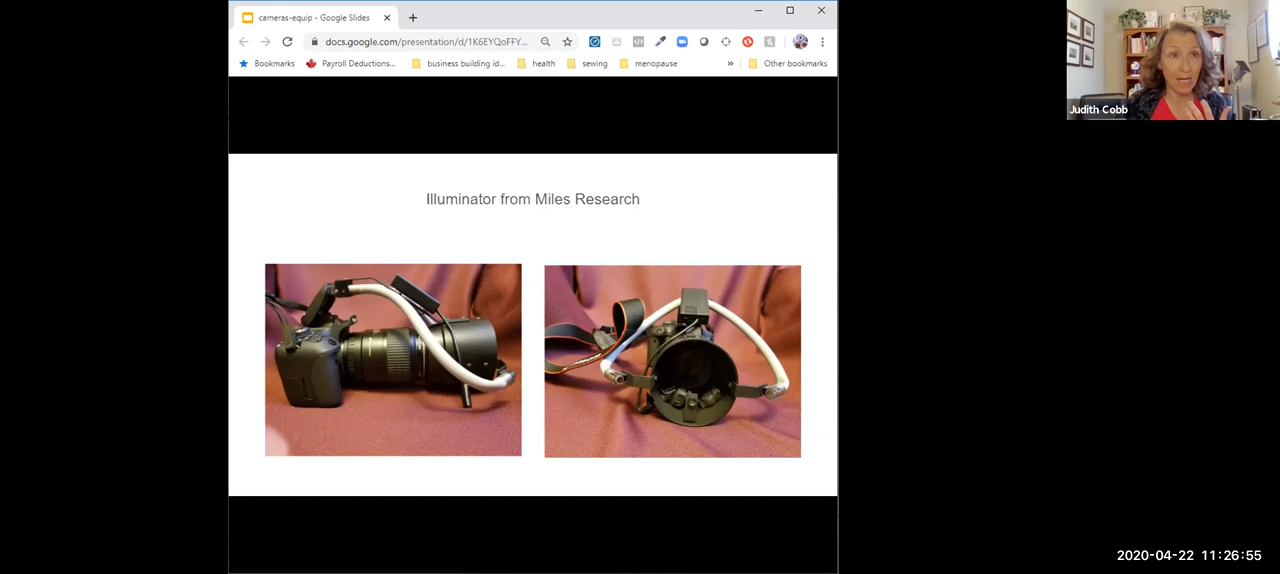 cameras-equip - Google Slides
docs.google.com/presentation/d/1K6EYQoFFY...
Bookmarks Payroll Deductions... business building id... health sewing menopause » Other bookmarks
Judith Cobb
Illuminator from Miles Research
2020-04-22 11:26:55